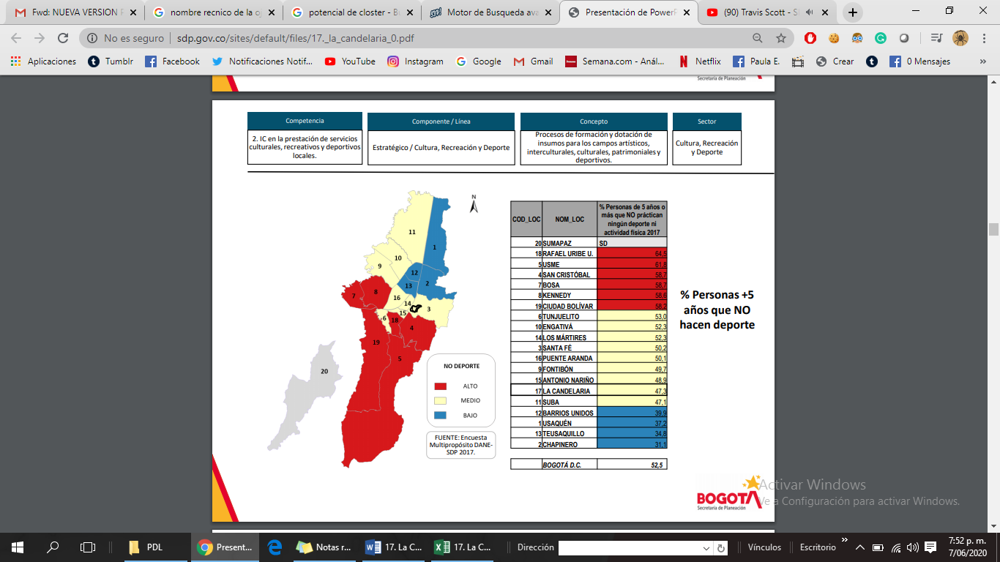 Fwd: NUEVA VERSION P
nombre recnico de la oj
potencial de closter - Bu
Motor de Busqueda ava
Presentación de PowerP
(90) Travis Scott - S
No es seguro | sdp.gov.co/sites/default/files/17._la_candelaria_0.pdf
Aplicaciones
Tumblr
Facebook
Notificaciones Notif...
YouTube
Instagram
Google
Gmail
Semana.com - Anál...
Netflix
Paula E.
Crear
0 Mensajes
»
Secretaría de Planeación
Competencia
Componente / Línea
Concepto
Sector
2. IC en la prestación de servicios
culturales, recreativos y deportivos
locales.
Estratégico / Cultura, Recreación y Deporte
Procesos de formación y dotación de
insumos para los campos artísticos,
interculturales, culturales, patrimoniales y
deportivos.
Cultura, Recreación
y Deporte
N
11
1
10
9
12
2
13
8
7
16
14
3
15
6
18
4
19
5
20
NO DEPORTE
ALTO
MEDIO
BAJO
FUENTE: Encuesta
Multipropósito DANE-
SDP 2017.
COD_LOC NOM_LOC % Personas de 5 años o
más que NO práctican
ningún deporte ni
actividad física 2017
20 SUMAPAZ SD
18 RAFAEL URIBE U. 64,5
5 USME 61,8
4 SAN CRISTÓBAL 58,7
7 BOSA 58,7
8 KENNEDY 58,6
19 CIUDAD BOLÍVAR 58,2
6 TUNJUELITO 53,0
10 ENGATIVÁ 52,3
14 LOS MÁRTIRES 52,3
3 SANTA FÉ 50,2
16 PUENTE ARANDA 50,1
9 FONTIBÓN 49,7
15 ANTONIO NARIÑO 48,9
17 LA CANDELARIA 47,3
11 SUBA 47,1
12 BARRIOS UNIDOS 39,9
1 USAQUÉN 37,2
13 TEUSAQUILLO 34,8
2 CHAPINERO 31,1
BOGOTÁ D.C. 52,5
% Personas +5
años que NO
hacen deporte
BOGOTÁ
Secretaría de Planeación
Activar Windows
Ve a Configuración para activar Windows.
PDL
Present...
Notas r...
17. La C...
17. La C...
Dirección
Vínculos
Escritorio
»
7:52 p. m.
7/06/2020